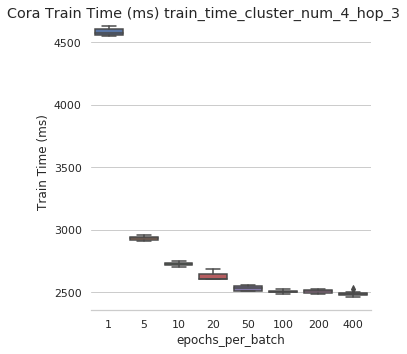 Cora Train Time (ms) train_time_cluster_num_4_hop_3
Train Time (ms)
4500
4000
3500
3000
2500
1 5 10 20 50 100 200 400
epochs_per_batch